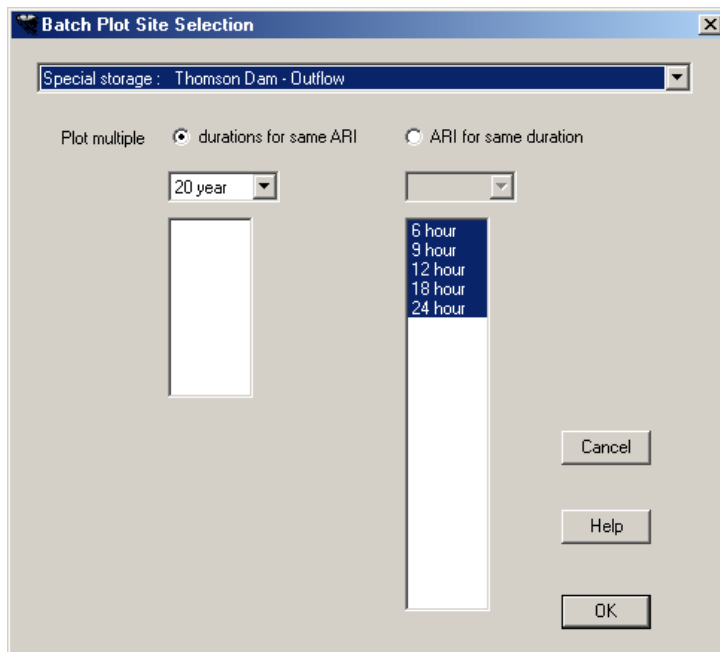 Batch Plot Site Selection
Special storage : Thomson Dam - Outflow
Plot multiple durations for same ARI ARI for same duration
20 year
6 hour
9 hour
12 hour
18 hour
24 hour
Cancel
Help
OK